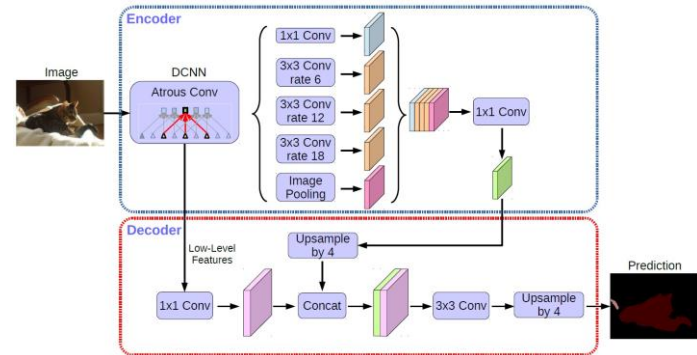 Encoder
Image
DCNN
Atrous Conv
1x1 Conv
3x3 Conv
rate 6
3x3 Conv
rate 12
3x3 Conv
rate 18
Image
Pooling
1x1 Conv
Decoder
Low-Level
Features
Upsample
by 4
1x1 Conv
Concat
3x3 Conv
Upsample
by 4
Prediction